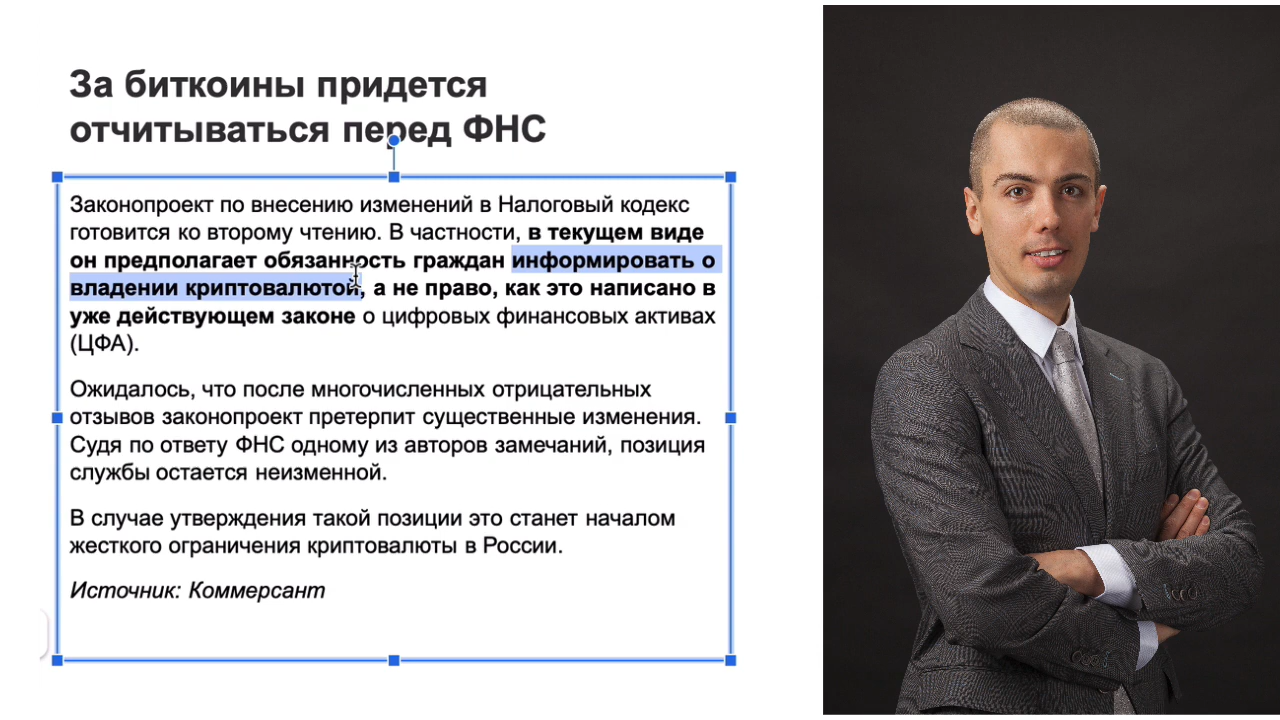 За биткоины придется
отчитываться перед ФНС
Законопроект по внесению изменений в Налоговый кодекс
готовится ко второму чтению. В частности, в текущем виде
он предполагает обязанность граждан информировать о
владении криптовалютой, а не право, как это написано в
уже действующем законе о цифровых финансовых активах
(ЦФА).
Ожидалось, что после многочисленных отрицательных
отзывов законопроект претерпит существенные изменения.
Судя по ответу ФНС одному из авторов замечаний, позиция
службы остается неизменной.
В случае утверждения такой позиции это станет началом
жесткого ограничения криптовалюты в России.
Источник: Коммерсант